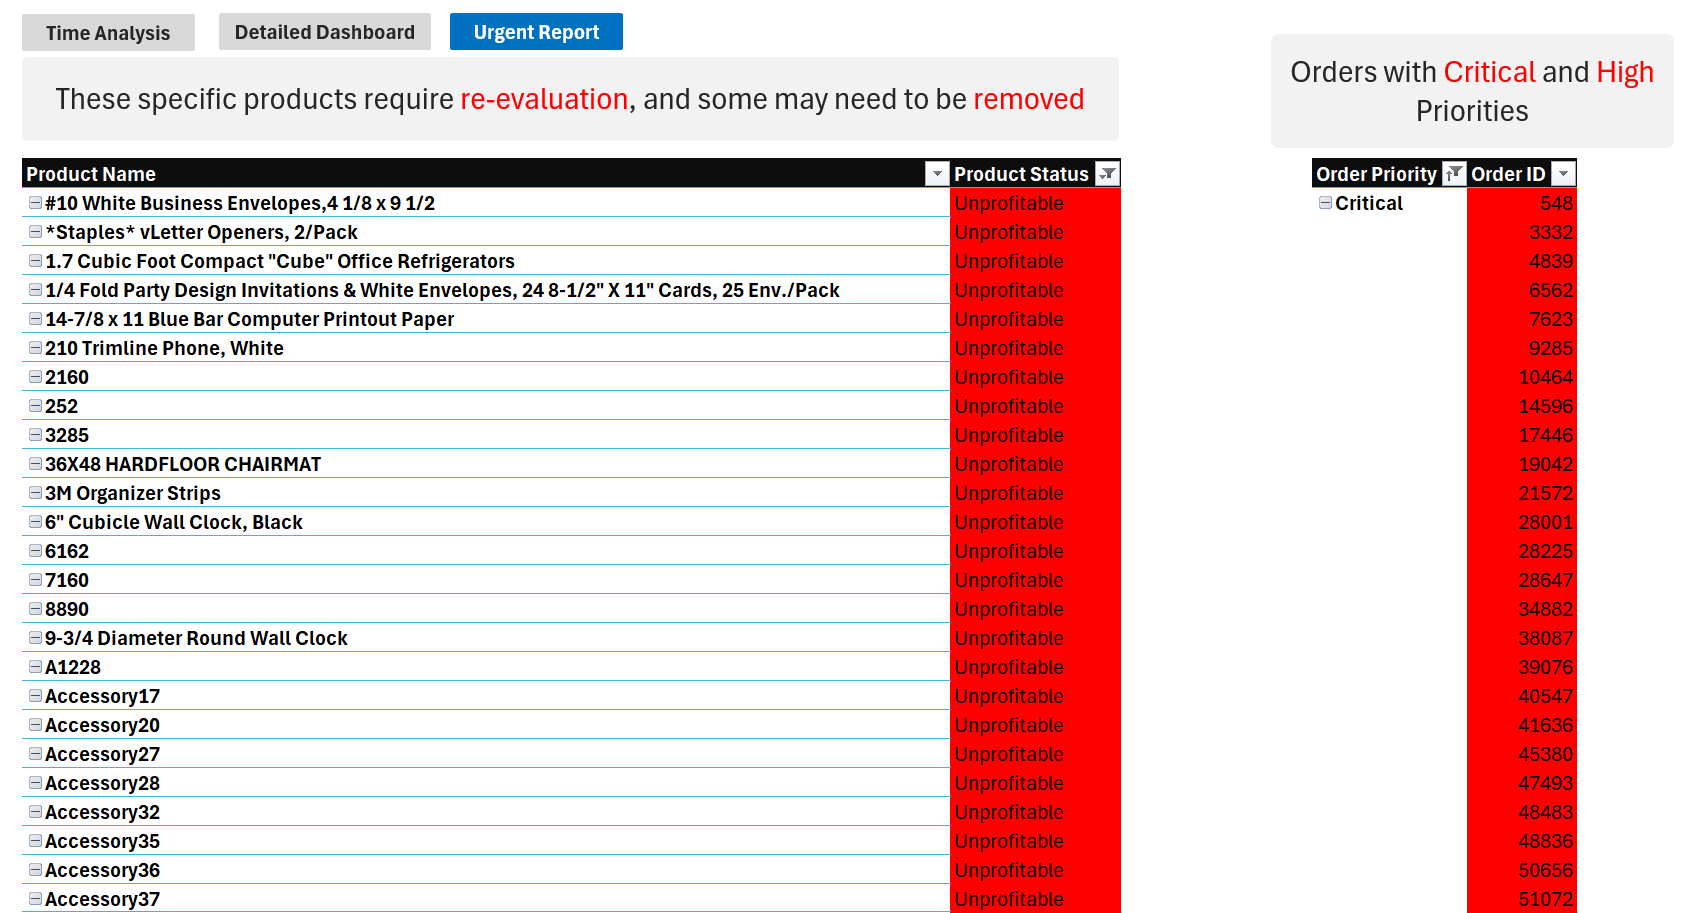 Time Analysis
Detailed Dashboard
Urgent Report
These specific products require re-evaluation, and some may need to be removed
Orders with Critical and High
Priorities
Product Name Product Status
#10 White Business Envelopes,4 1/8 x 9 1/2 Unprofitable
*Staples* vLetter Openers, 2/Pack Unprofitable
1.7 Cubic Foot Compact "Cube" Office Refrigerators Unprofitable
1/4 Fold Party Design Invitations & White Envelopes, 24 8-1/2" X 11" Cards, 25 Env./Pack Unprofitable
14-7/8 x 11 Blue Bar Computer Printout Paper Unprofitable
210 Trimline Phone, White Unprofitable
2160 Unprofitable
252 Unprofitable
3285 Unprofitable
36X48 HARDFLOOR CHAIRMAT Unprofitable
3M Organizer Strips Unprofitable
6" Cubicle Wall Clock, Black Unprofitable
6162 Unprofitable
7160 Unprofitable
8890 Unprofitable
9-3/4 Diameter Round Wall Clock Unprofitable
A1228 Unprofitable
Accessory17 Unprofitable
Accessory20 Unprofitable
Accessory27 Unprofitable
Accessory28 Unprofitable
Accessory32 Unprofitable
Accessory35 Unprofitable
Accessory36 Unprofitable
Accessory37 Unprofitable
Order Priority Order ID
Critical 548
3332
4839
6562
7623
9285
10464
14596
17446
19042
21572
28001
28225
28647
34882
38087
39076
40547
41636
45380
47493
48483
48836
50656
51072